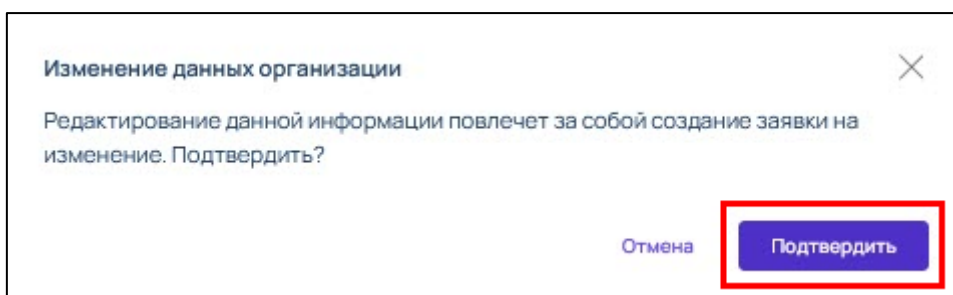 Изменение данных организации
Редактирование данной информации повлечет за собой создание заявки на
изменение. Подтвердить?
Отмена
Подтвердить